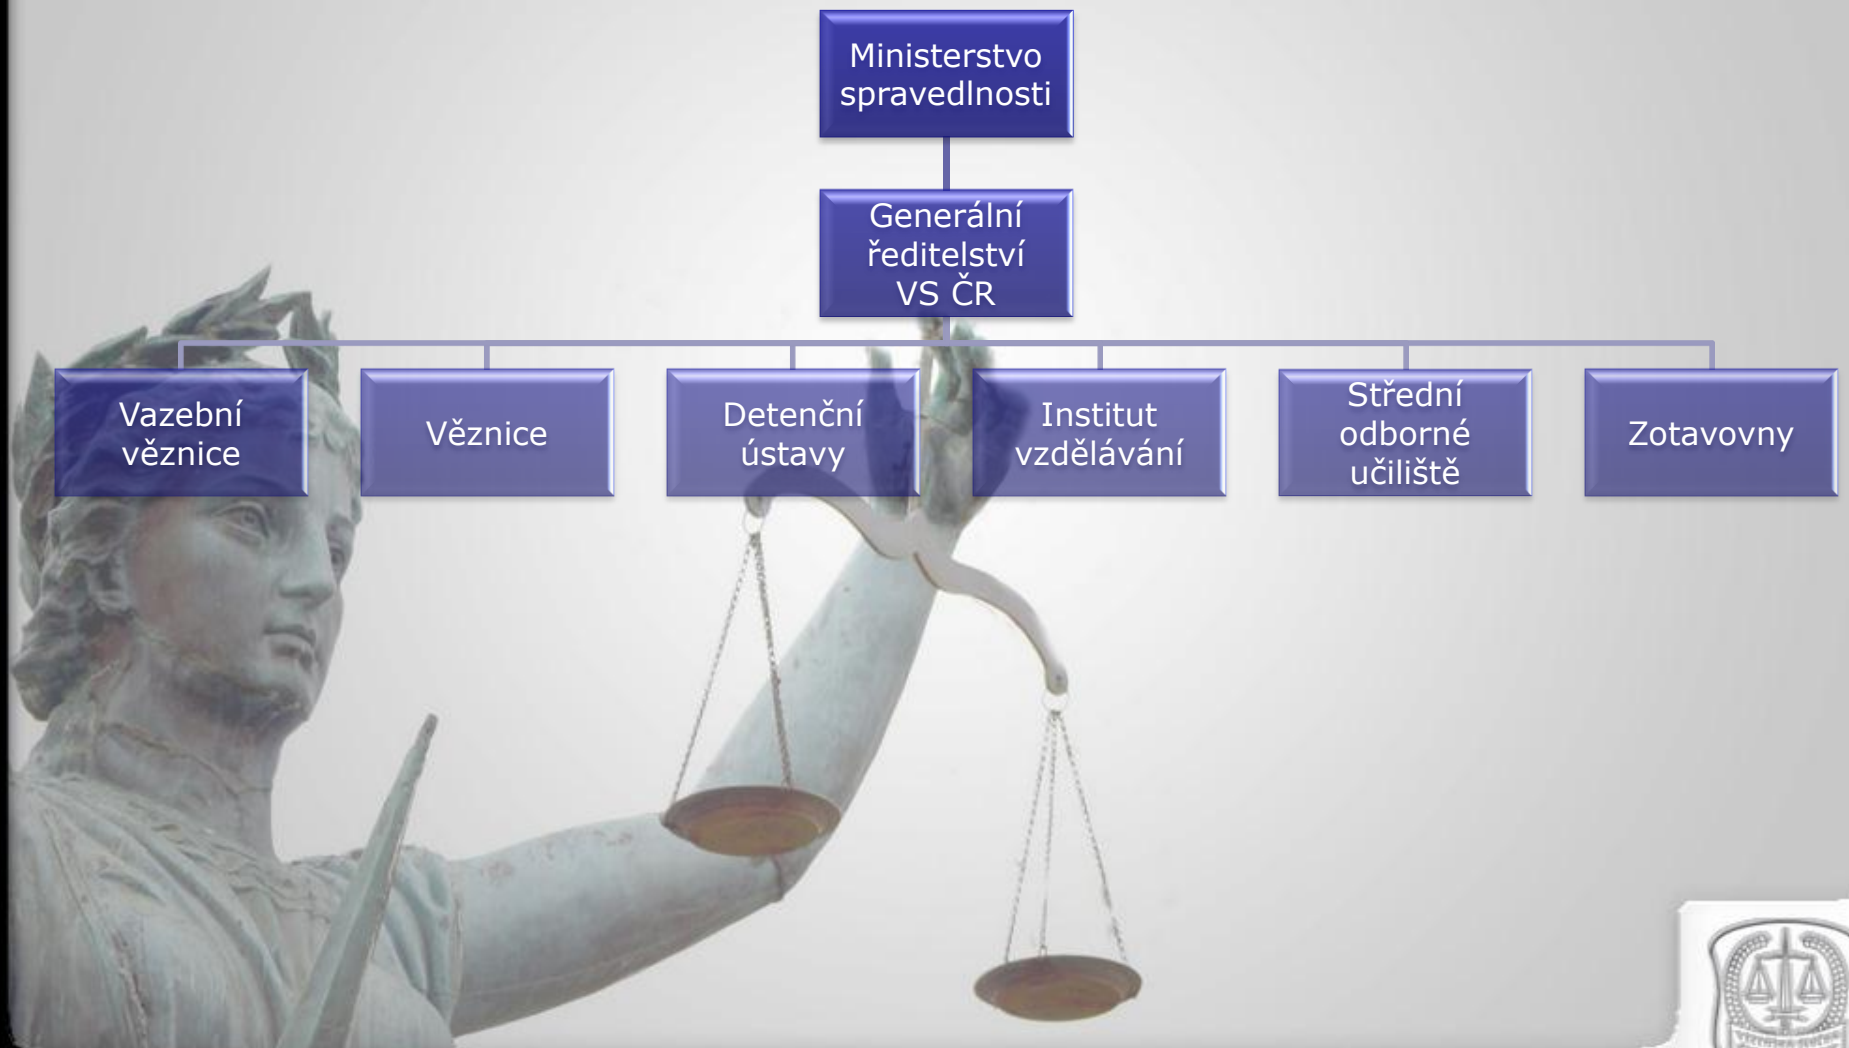 Ministerstvo
spravedlnosti
Generální
ředitelství
VS ČR
Vazební
věznice
Věznice
Detenční
ústavy
Institut
vzdělávání
Střední
odborné
učiliště
Zotavovny